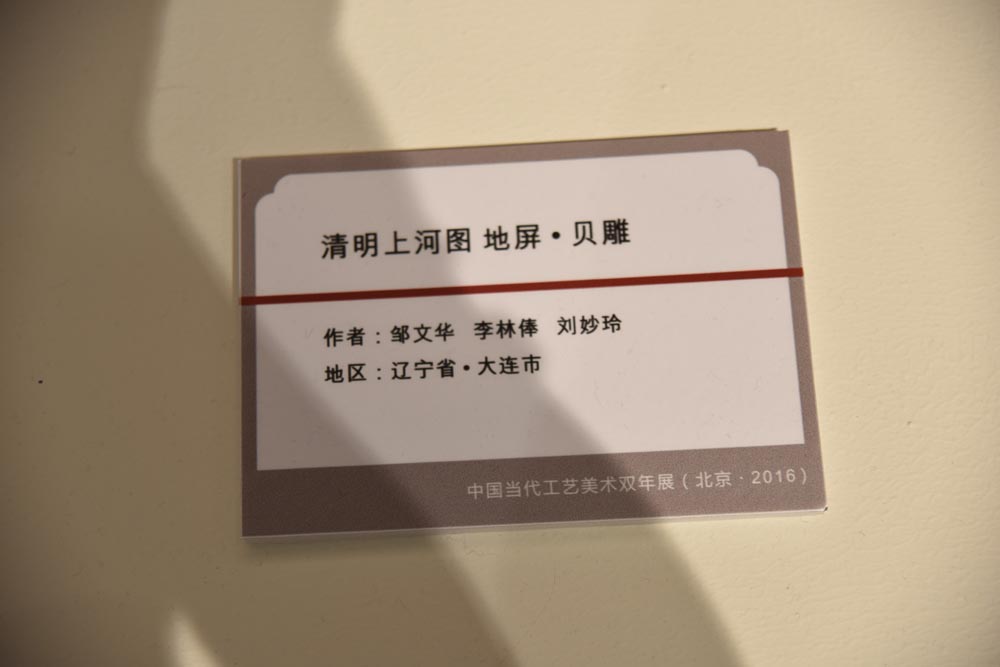 清明上河图 地屏·贝雕
作者：邹文华 李林俸 刘妙玲
地区：辽宁省·大连市
中国当代工艺美术双年展（北京·2016）